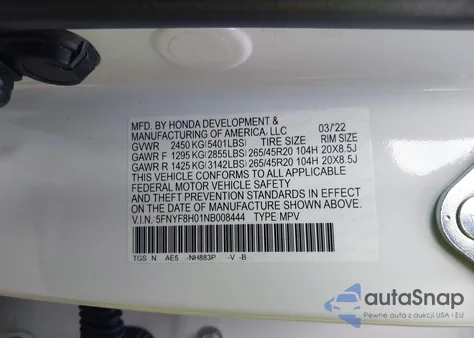 MFD. BY HONDA DEVELOPMENT &
MANUFACTURING OF AMERICA, LLC 03/'22
GVWR 2450 KG(5401LBS) TIRE SIZE RIM SIZE
GAWR F 1295 KG(2855LBS) 265/45R20 104H 20X8.5J
GAWR R 1425 KG(3142LBS) 265/45R20 104H 20X8.5J
THIS VEHICLE CONFORMS TO ALL APPLICABLE
FEDERAL MOTOR VEHICLE SAFETY
AND THEFT PREVENTION STANDARDS IN EFFECT
ON THE DATE OF MANUFACTURE SHOWN ABOVE.
V.I.N. 5FNYF8H01NB008444 TYPE: MPV
TGS N AE5 -NH883P -V -B
autoSnap
Pewne auta z USA i EU